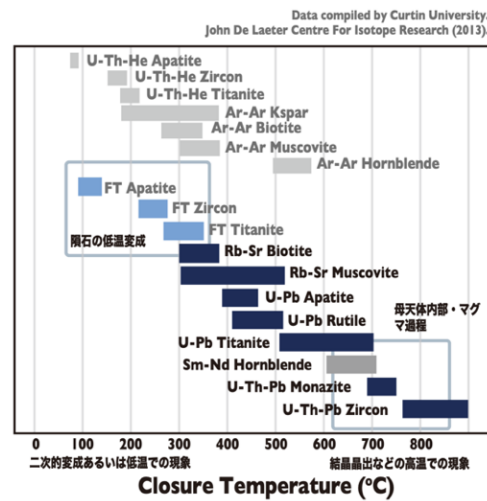 Data compiled by Curtin University.
John De Laeter Centre For Isotope Research (2013).
U-Th-He Apatite
U-Th-He Zircon
U-Th-He Titanite
Ar-Ar Kspar
Ar-Ar Biotite
Ar-Ar Muscovite
Ar-Ar Hornblende
FT Apatite
FT Zircon
FT Titanite
隕石の低温変成
Rb-Sr Biotite
Rb-Sr Muscovite
U-Pb Apatite
母天体内部・マグ
マ過程
U-Pb Rutile
U-Pb Titanite
Sm-Nd Hornblende
U-Th-Pb Monazite
U-Th-Pb Zircon
0 100 200 300 400 500 600 700 800
二次的変成あるいは低温での現象 結晶晶出などの高温での現象
Closure Temperature (ºC)